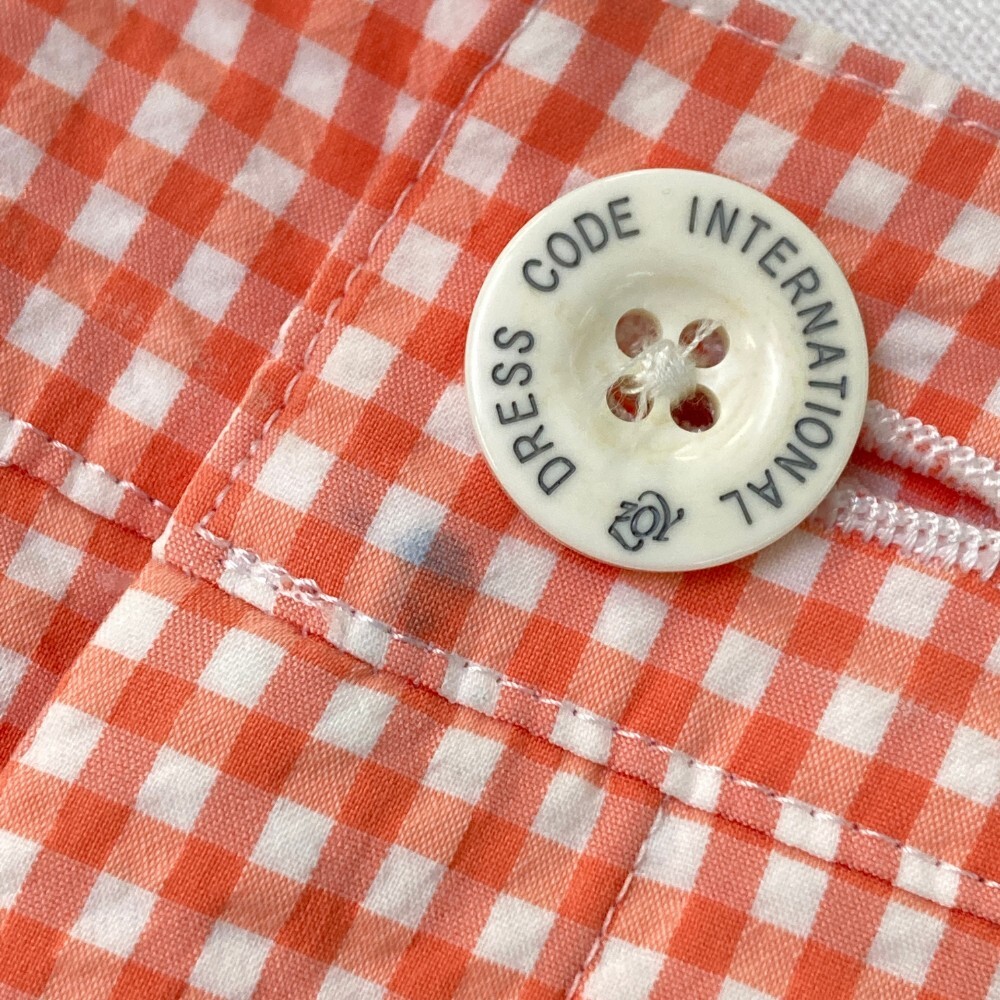 DRESS CODE INTERNATIONAL